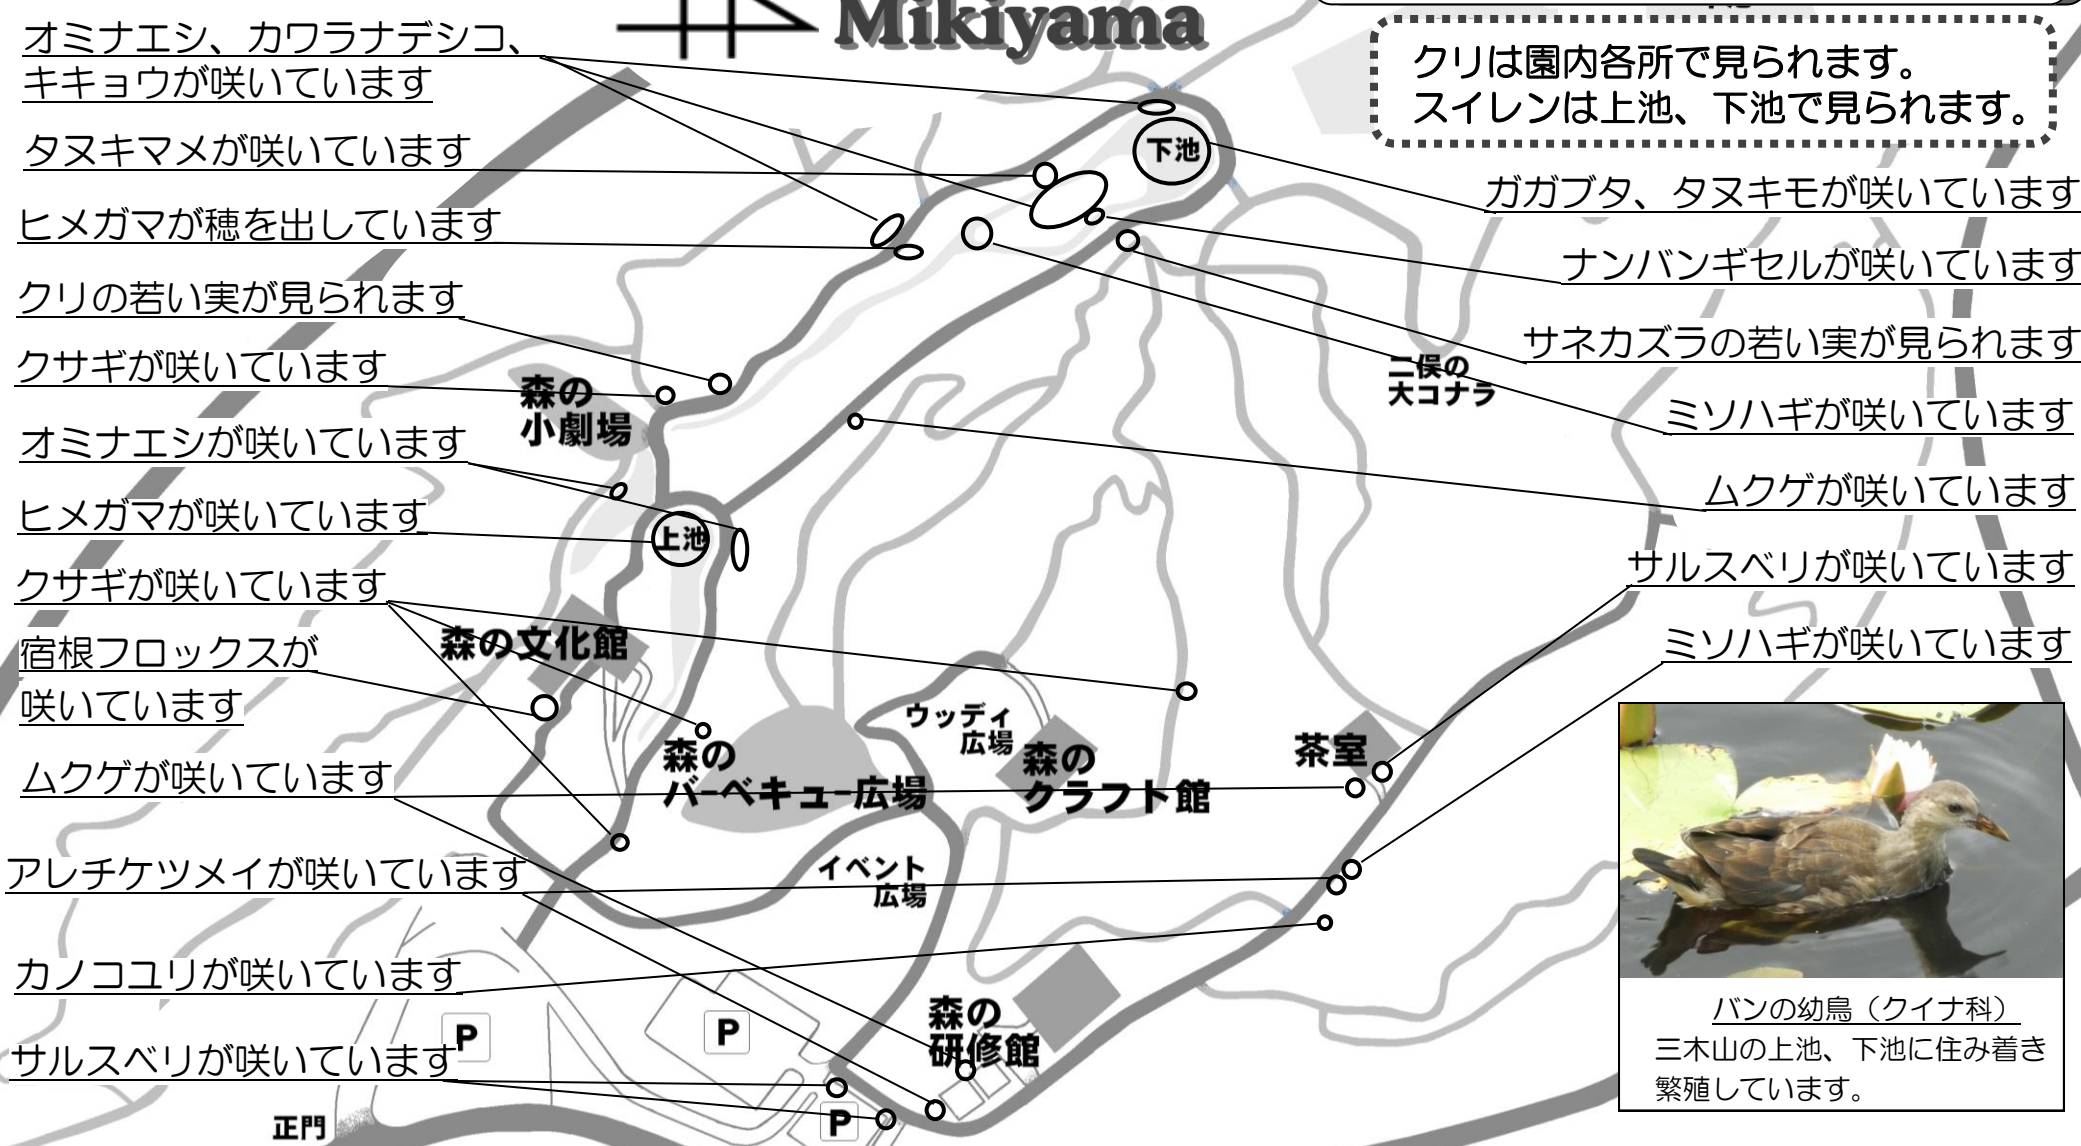 Mikiyama
クリは園内各所で見られます。
スイレンは上池、下池で見られます。
オミナエシ、カワラナデシコ、
キキョウが咲いています
タヌキマメが咲いています
ヒメガマが穂を出しています
クリの若い実が見られます
クサギが咲いています
オミナエシが咲いています
ヒメガマが咲いています
クサギが咲いています
宿根フロックスが
咲いています
ムクゲが咲いています
アレチケツメイが咲いています
カノコユリが咲いています
サルスベリが咲いています
下池
森の
小劇場
上池
森の文化館
森の
バーベキュー広場
ウッディ
広場
森の
クラフト館
茶室
イベント
広場
森の
研修館
二俣の
大コナラ
P
P
P
正門
ガガブタ、タヌキモが咲いています
ナンバンギセルが咲いています
サネカズラの若い実が見られます
ミソハギが咲いています
ムクゲが咲いています
サルスベリが咲いています
ミソハギが咲いています
バンの幼鳥（クイナ科）
三木山の上池、下池に住み着き
繁殖しています。